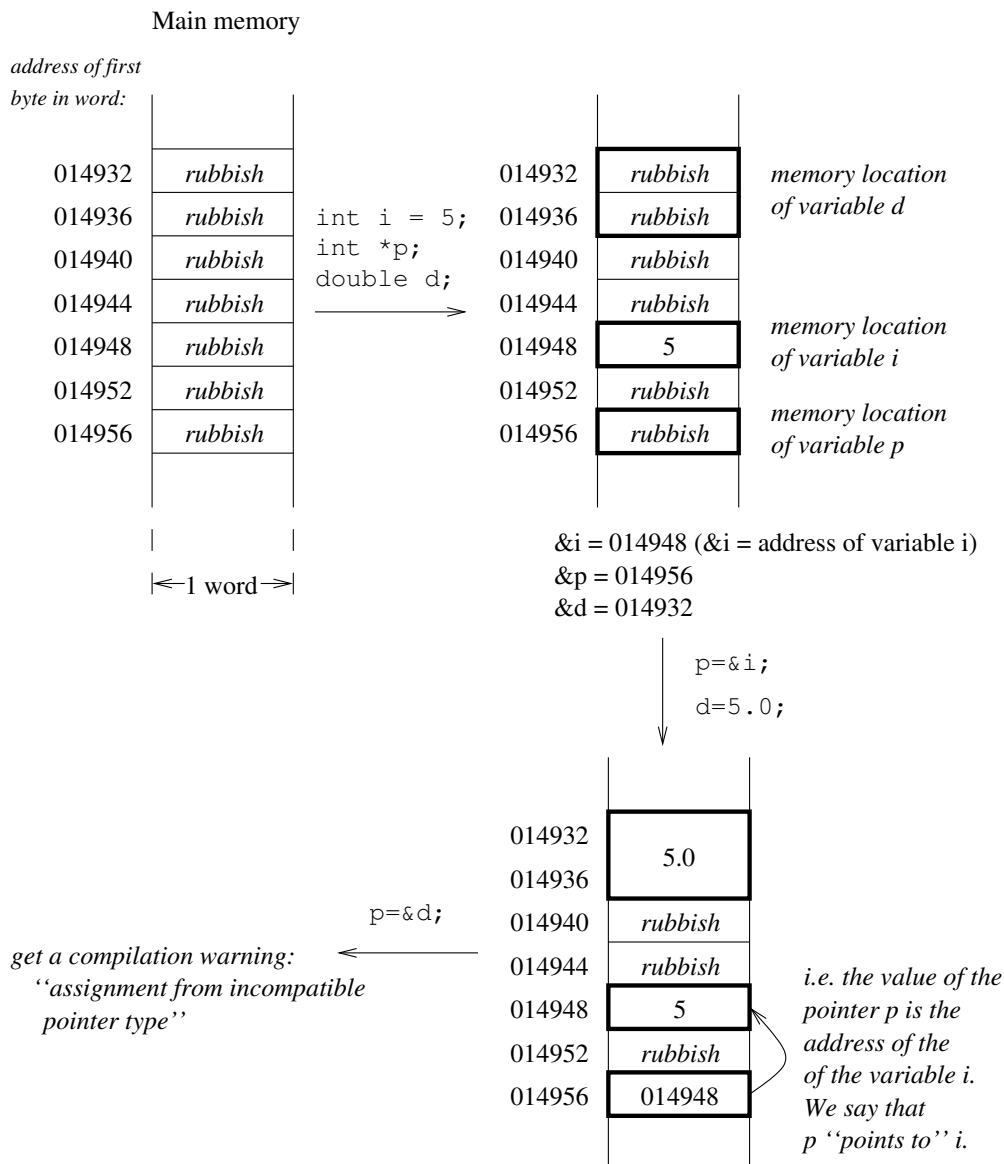 Main memory
address of first
byte in word:
014932 rubbish
014936 rubbish
014940 rubbish
014944 rubbish
014948 rubbish
014952 rubbish
014956 rubbish
1 word
int i = 5;
int *p;
double d;
014932 rubbish
014936 rubbish
014940 rubbish
014944 rubbish
014948 5
014952 rubbish
014956 rubbish
memory location
of variable d
memory location
of variable i
memory location
of variable p
&i = 014948 (&i = address of variable i)
&p = 014956
&d = 014932
p=&i;
d=5.0;
014932
5.0
014936
014940 rubbish
014944 rubbish
014948 5
014952 rubbish
014956 014948
i.e. the value of the
pointer p is the
address of the
of the variable i.
We say that
p ‘‘points to’’ i.
p=&d;
get a compilation warning:
‘‘assignment from incompatible
pointer type’’